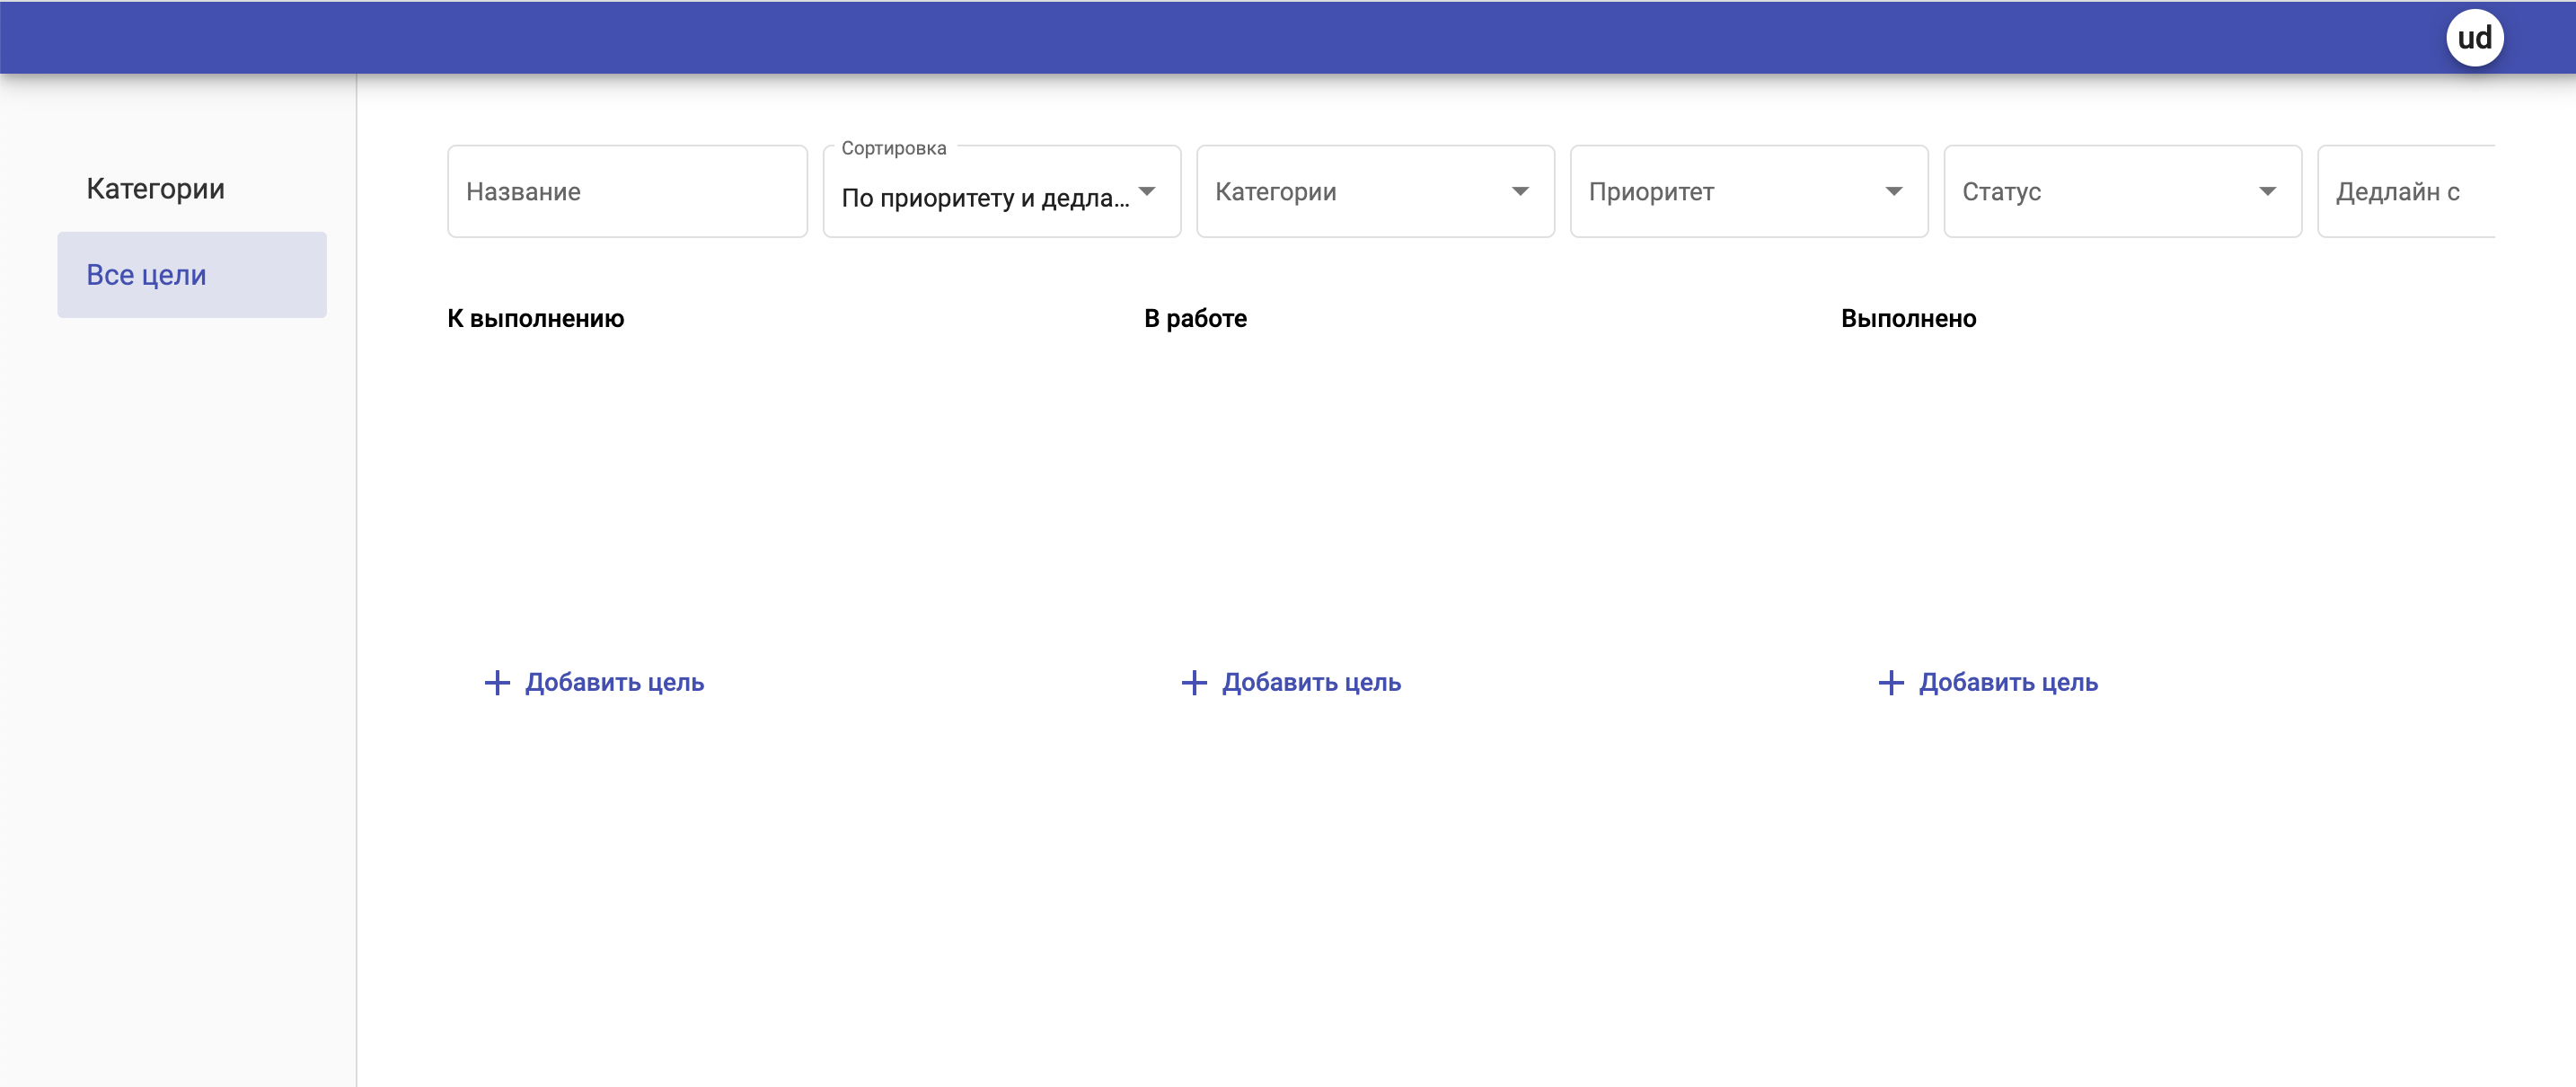 ud
Категории
Все цели
Название
Сортировка
По приоритету и дедла...
Категории
Приоритет
Статус
Дедлайн с
К выполнению
В работе
Выполнено
Добавить цель
Добавить цель
Добавить цель